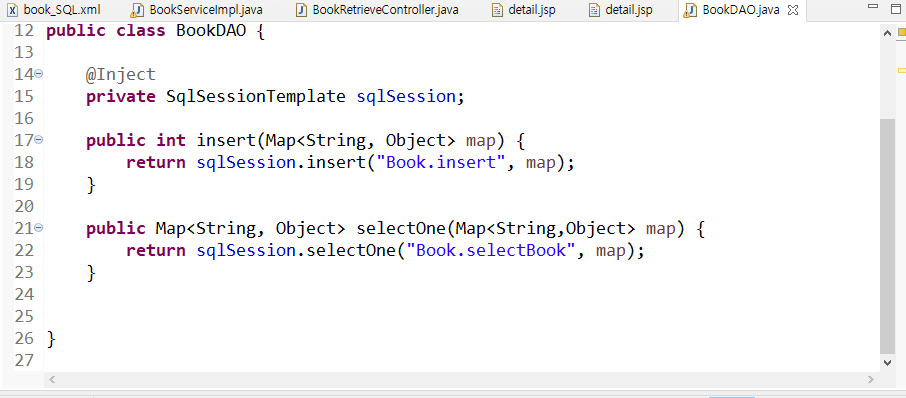 book_SQL.xml BookServiceImpl.java BookRetrieveController.java detail.jsp detail.jsp BookDAO.java
12 public class BookDAO {
13
14 @Inject
15 private SqlSessionTemplate sqlSession;
16
17 public int insert(Map<String, Object> map) {
18 return sqlSession.insert("Book.insert", map);
19 }
20
21 public Map<String, Object> selectOne(Map<String,Object> map) {
22 return sqlSession.selectOne("Book.selectBook", map);
23 }
24
25
26 }
27